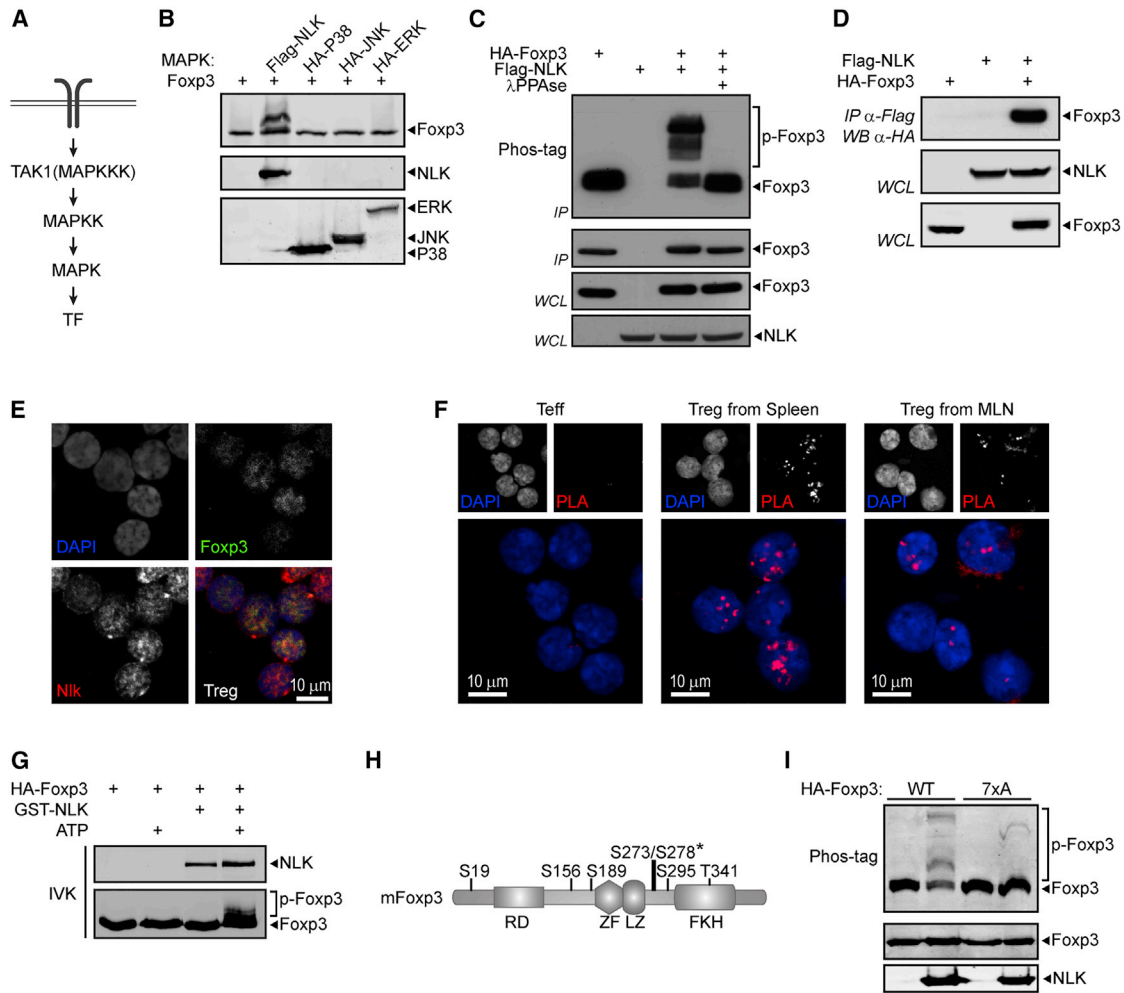 A
TAK1(MAPKKK)
MAPKK
MAPK
TF
B
MAPK:
Flag-NLK
HA-P38
HA-JNK
HA-ERK
Foxp3 + + + + +
Foxp3
NLK
ERK
JNK
P38
C
HA-Foxp3 + + +
Flag-NLK + + +
λPPAse +
Phos-tag
p-Foxp3
Foxp3
IP
Foxp3
IP
Foxp3
WCL
NLK
WCL
D
Flag-NLK + +
HA-Foxp3 + +
IP α-Flag
WB α-HA
Foxp3
NLK
WCL
Foxp3
WCL
E
DAPI
Foxp3
Nlk
Treg
10 μm
F
Teff
Treg from Spleen
Treg from MLN
DAPI
PLA
DAPI
PLA
DAPI
PLA
10 μm
10 μm
10 μm
G
HA-Foxp3 + + + +
GST-NLK + +
ATP + +
IVK
NLK
p-Foxp3
Foxp3
H
S273/S278*
S19
S156
S189
S295
T341
mFoxp3
RD
ZF
LZ
FKH
I
HA-Foxp3: WT 7xA
Phos-tag
p-Foxp3
Foxp3
Foxp3
NLK